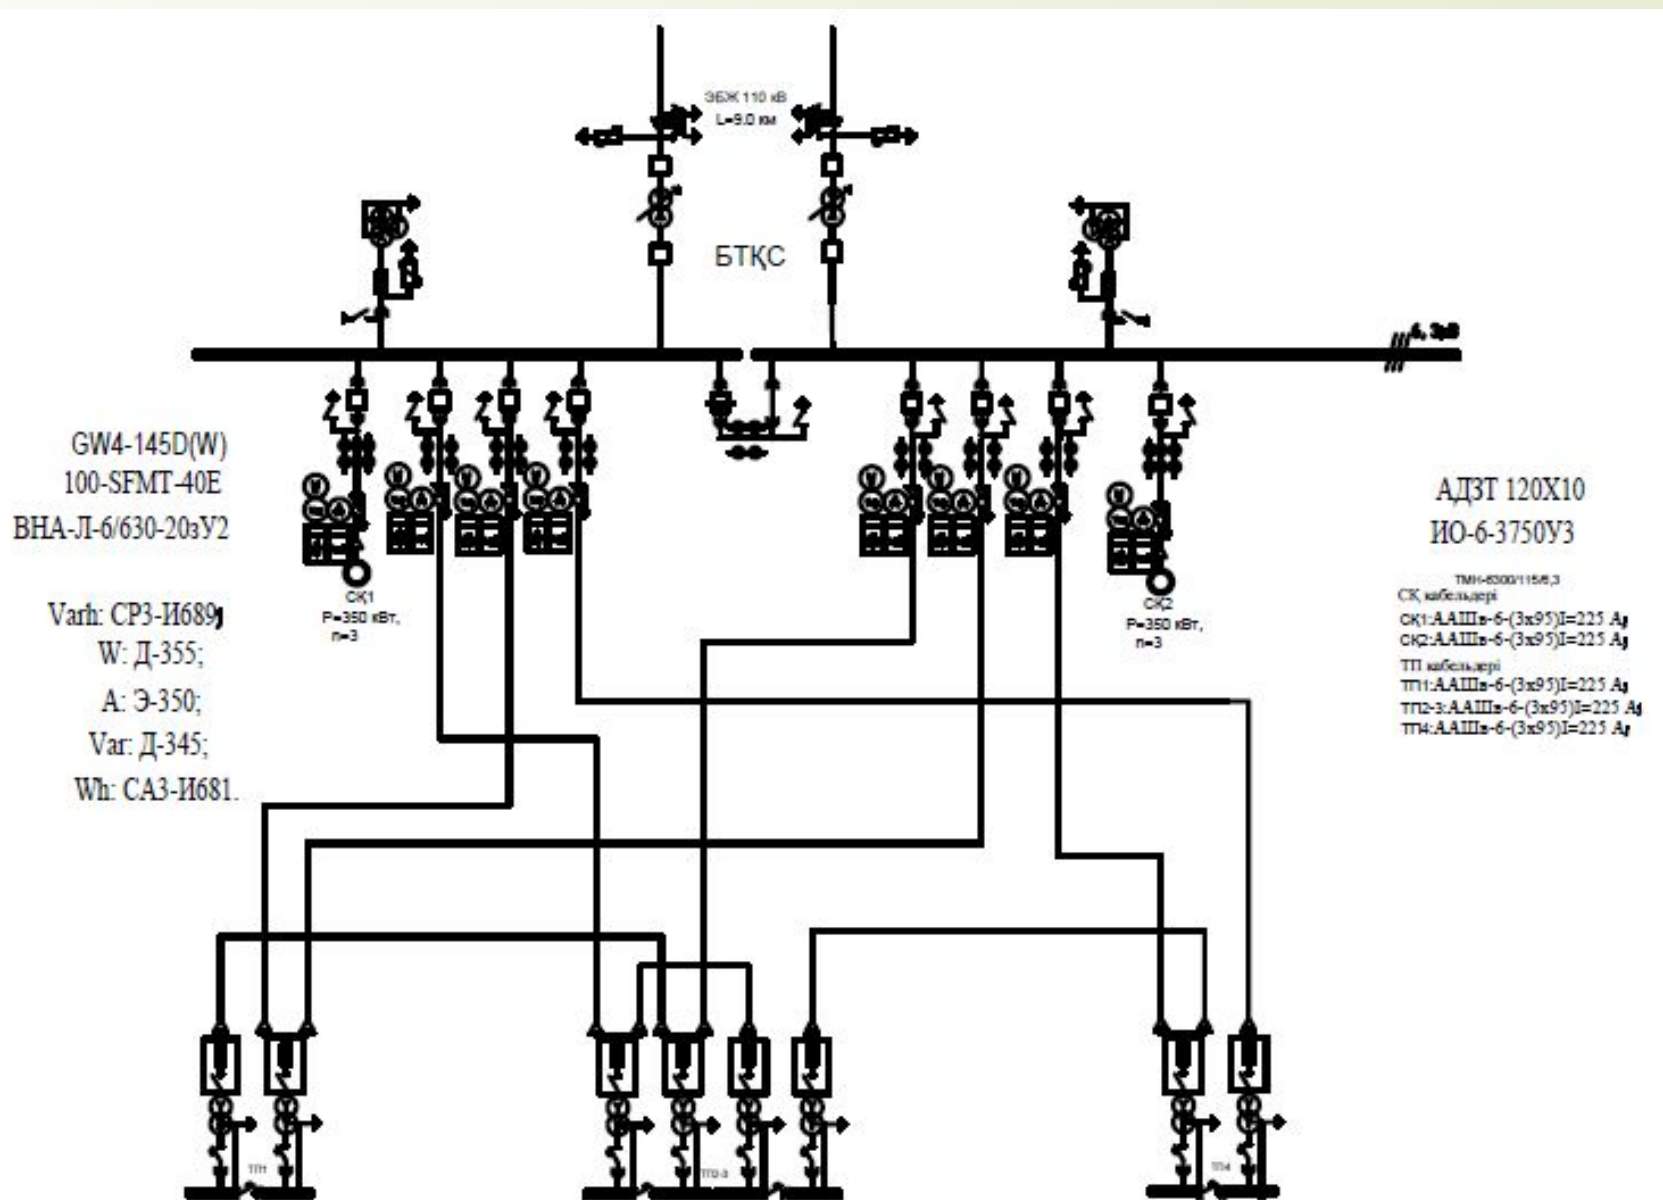 ЭБЖ 110 кВ
L=9.0 км
БТҚС
6, 3кВ
GW4-145D(W)
100-SFMT-40E
ВНА-Л-6/630-20зУ2
Varh: СР3-И689;
W: Д-355;
А: Э-350;
Var: Д-345;
Wh: СА3-И681.
СҚ1
Р=350 кВт,
n=3
СҚ2
Р=350 кВт,
n=3
АДЗТ 120Х10
ИО-6-3750У3
ТМН-6300/115/6,3
СҚ кабельдері
СҚ1:ААШв-6-(3х95)I=225 А;
СҚ2:ААШв-6-(3х95)I=225 А;
ТП кабельдері
ТП1:ААШв-6-(3х95)I=225 А;
ТП2-3:ААШв-6-(3х95)I=225 А;
ТП4:ААШв-6-(3х95)I=225 А;
ТП1
ТП2-3
ТП4